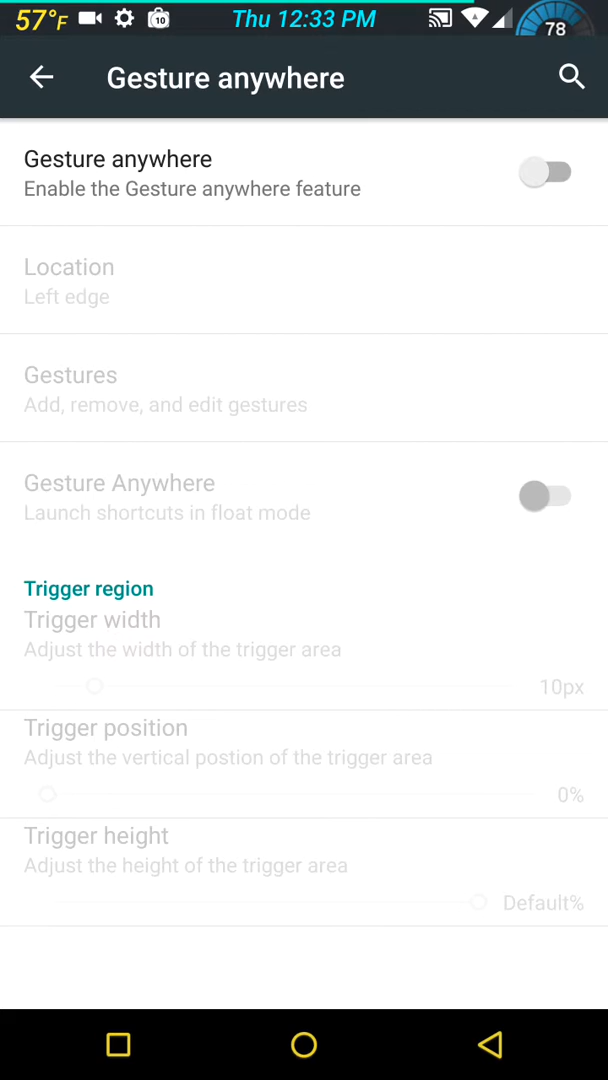 57°F 10 Thu 12:33 PM 78
Gesture anywhere
Gesture anywhere
Enable the Gesture anywhere feature
Location
Left edge
Gestures
Add, remove, and edit gestures
Gesture Anywhere
Launch shortcuts in float mode
Trigger region
Trigger width
Adjust the width of the trigger area
10px
Trigger position
Adjust the vertical postion of the trigger area
0%
Trigger height
Adjust the height of the trigger area
Default%